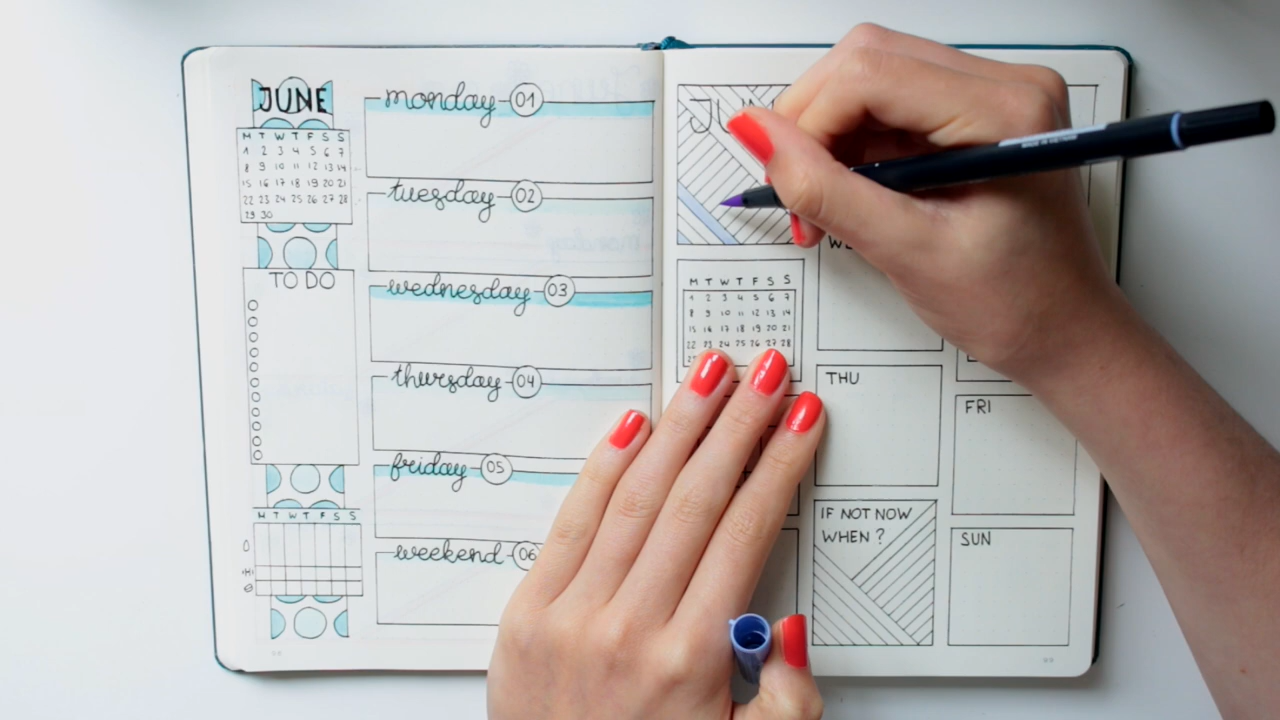 JUNE
M T W T F S S
1 2 3 4 5 6 7
8 9 10 11 12 13 14
15 16 17 18 19 20 21
22 23 24 25 26 27 28
29 30
TO DO
M T W T F S S
monday 01
tuesday 02
wednesday 03
thursday 04
friday 05
weekend 06
M T W T F S S
1 2 3 4 5 6 7
8 9 10 11 12 13 14
15 16 17 18 19 20 21
22 23 24 25 26 27 28
THU
FRI
IF NOT NOW
WHEN?
SUN